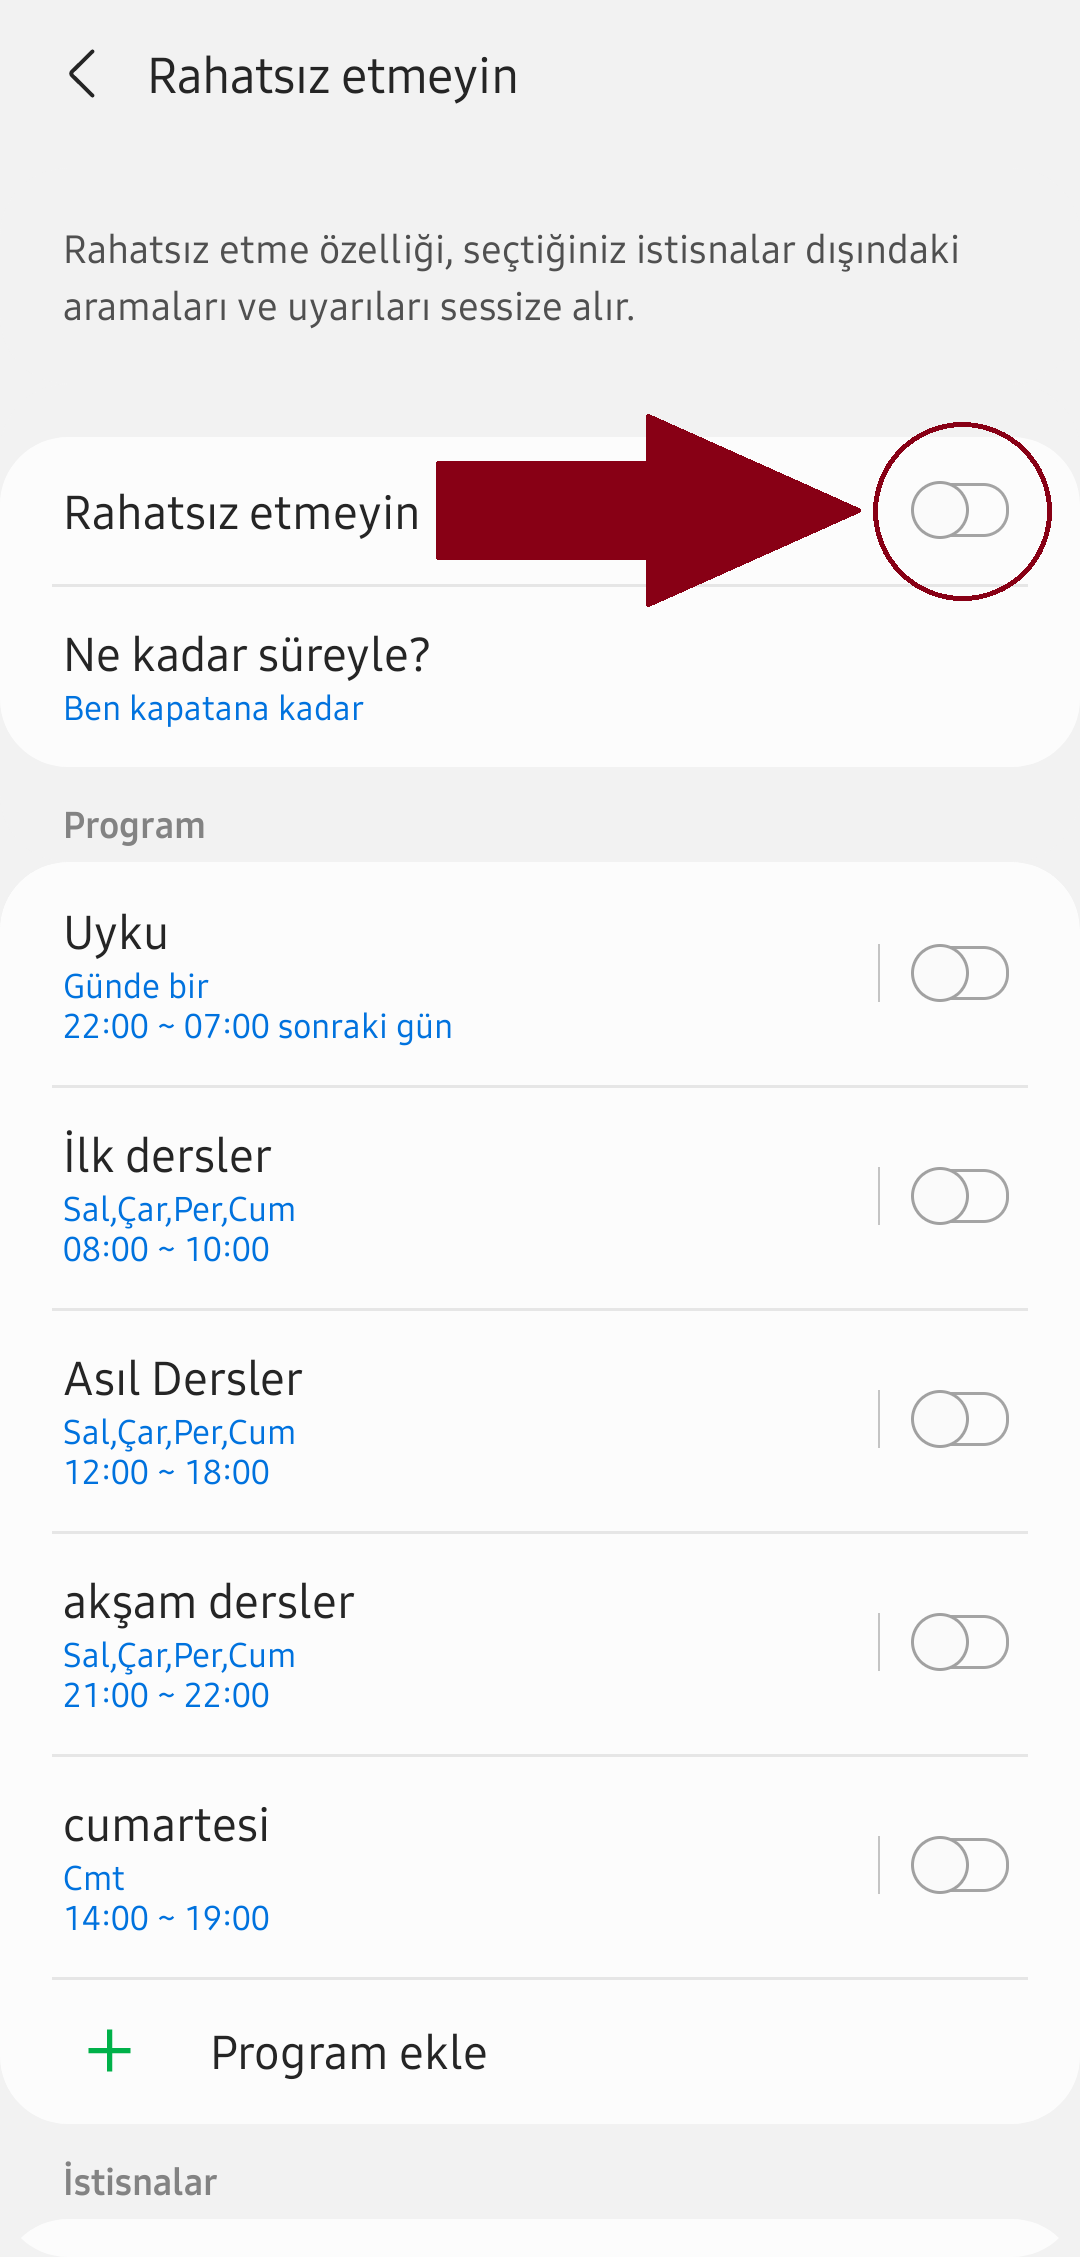 Rahatsız etmeyin
Rahatsız etme özelliği, seçtiğiniz istisnalar dışındaki
aramaları ve uyarıları sessize alır.
Rahatsız etmeyin
Ne kadar süreyle?
Ben kapatana kadar
Program
Uyku
Günde bir
22:00 ~ 07:00 sonraki gün
İlk dersler
Sal,Çar,Per,Cum
08:00 ~ 10:00
Asıl Dersler
Sal,Çar,Per,Cum
12:00 ~ 18:00
akşam dersler
Sal,Çar,Per,Cum
21:00 ~ 22:00
cumartesi
Cmt
14:00 ~ 19:00
Program ekle
İstisnalar